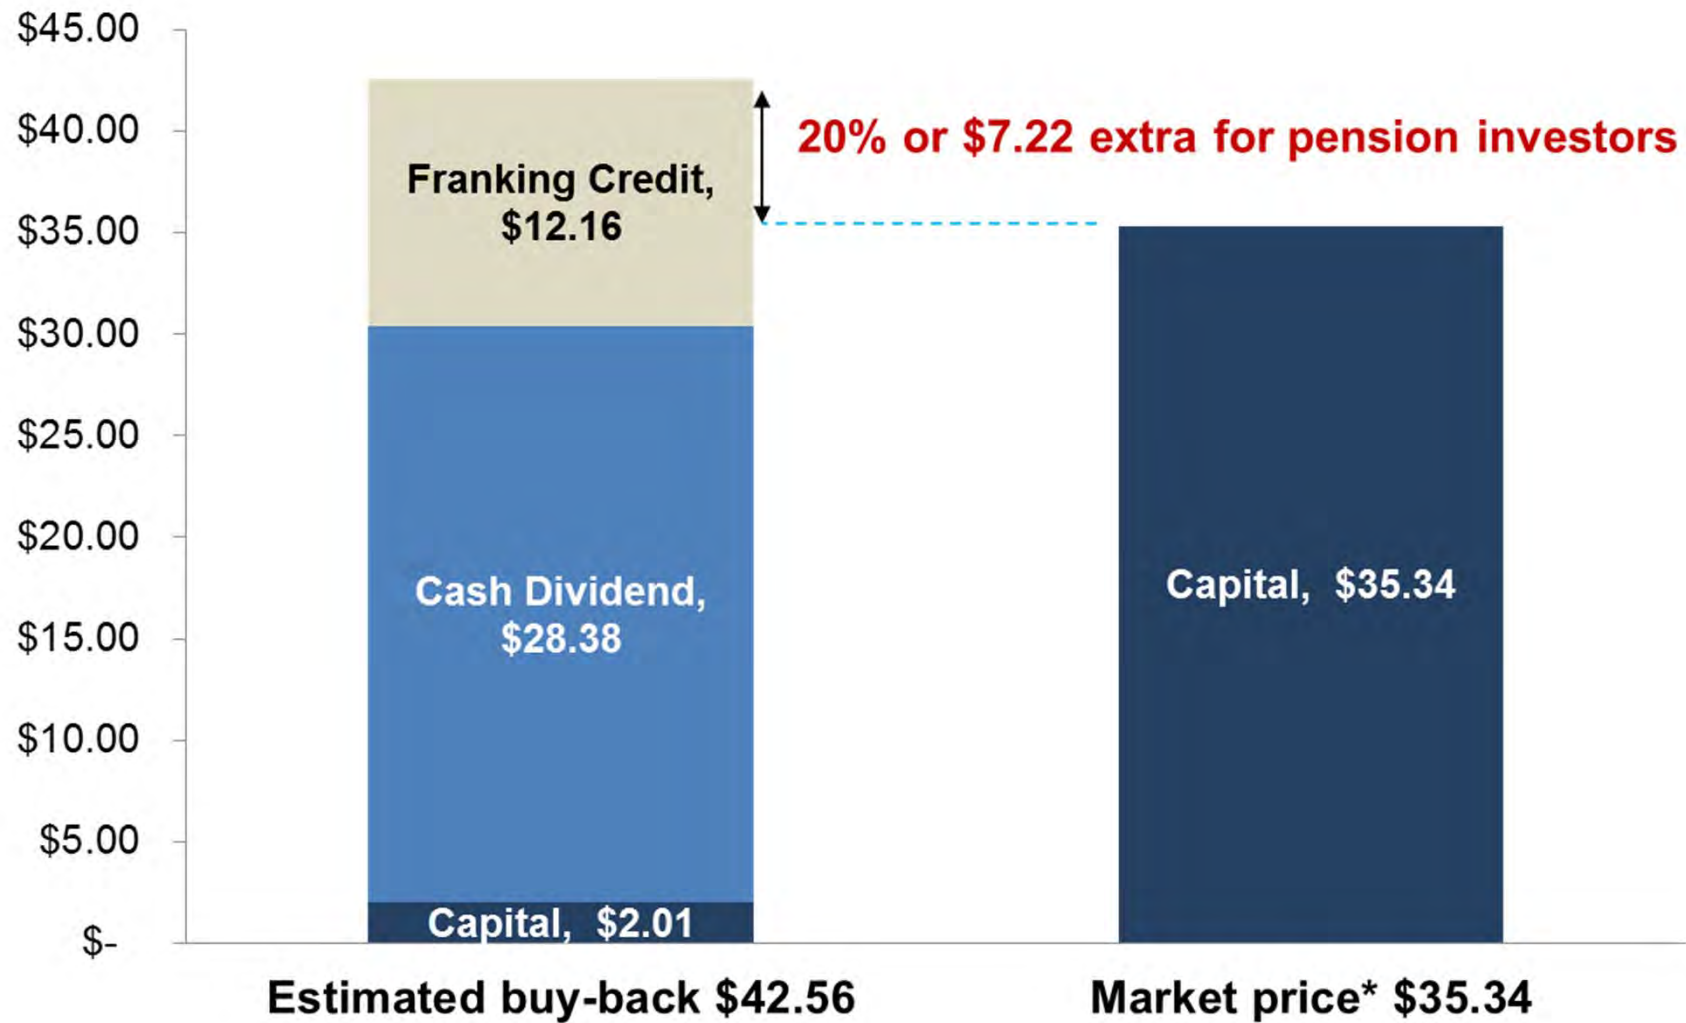 $45.00
$40.00
$35.00
$30.00
$25.00
$20.00
$15.00
$10.00
$5.00
$-
Franking Credit,
$12.16
Cash Dividend,
$28.38
Capital, $2.01
20% or $7.22 extra for pension investors
Capital, $35.34
Estimated buy-back $42.56
Market price* $35.34